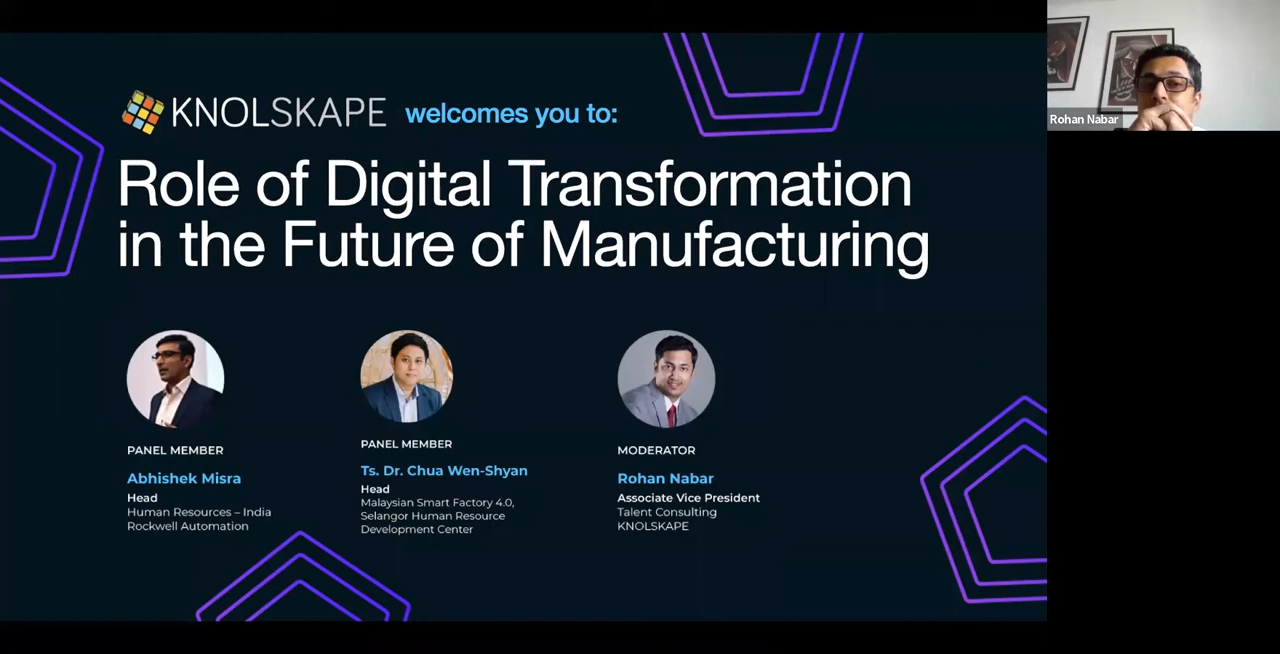 KNOLSKAPE welcomes you to:
Role of Digital Transformation
in the Future of Manufacturing
PANEL MEMBER
Abhishek Misra
Head
Human Resources – India
Rockwell Automation
PANEL MEMBER
Ts. Dr. Chua Wen-Shyan
Head
Malaysian Smart Factory 4.0,
Selangor Human Resource
Development Center
MODERATOR
Rohan Nabar
Associate Vice President
Talent Consulting
KNOLSKAPE
Rohan Nabar